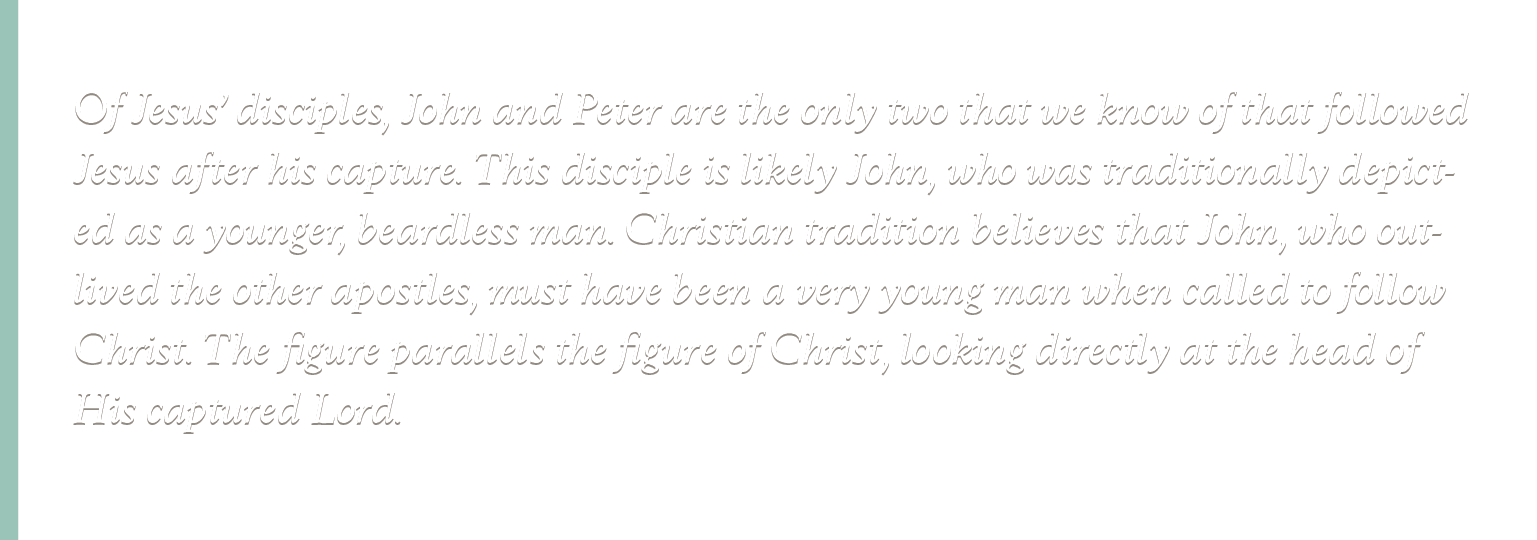 Of Jesus’ disciples, John and Peter are the only two that we know of that followed
Jesus after his capture. This disciple is likely John, who was traditionally depict-
ed as a younger, beardless man. Christian tradition believes that John, who out-
lived the other apostles, must have been a very young man when called to follow
Christ. The figure parallels the figure of Christ, looking directly at the head of
His captured Lord.